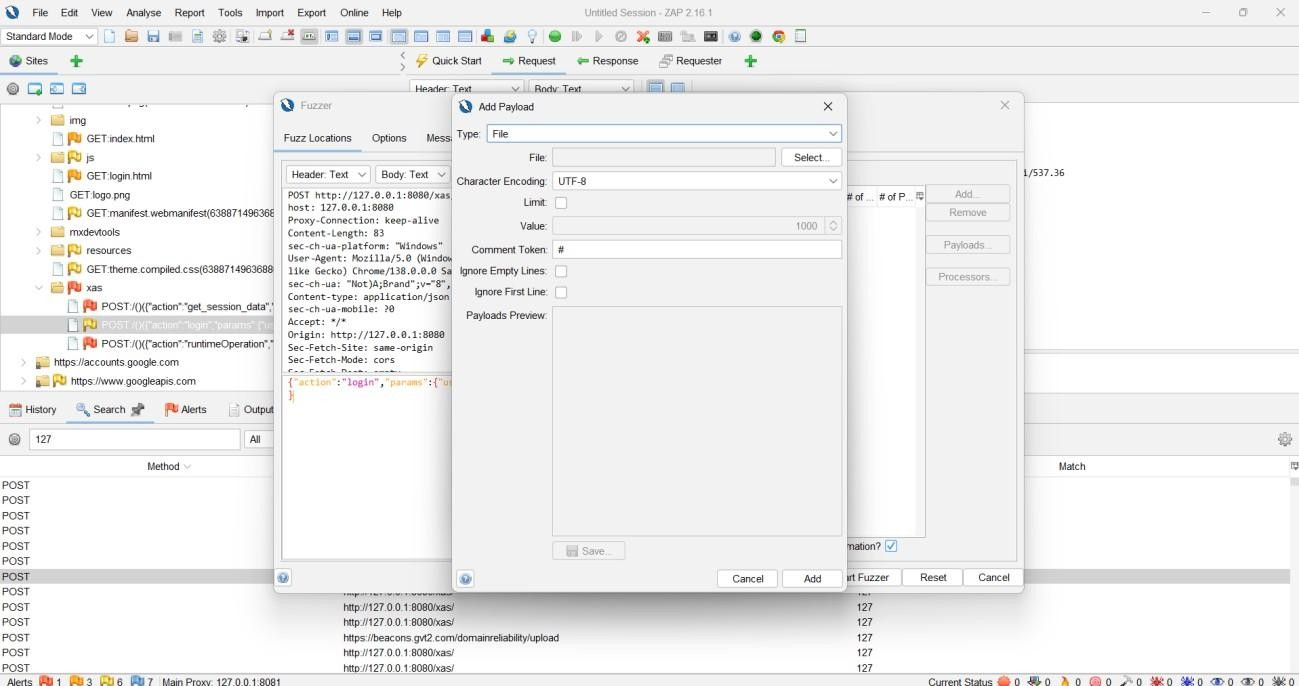 File Edit View Analyse Report Tools Import Export Online Help Untitled Session - ZAP 2.16.1
Standard Mode
Sites Quick Start Request Response Requester
Header: Text Body: Text
img
GET:index.html
js
GET:login.html
GET:logo.png
GET:manifest.webmanifest(638871496368
mxdevtools
resources
GET:theme.compiled.css(6388714963688
xas
POST:/()({"action":"get_session_data",
POST:/()({"action":"login","params":{"us
POST:/()({"action":"runtimeOperation","
https://accounts.google.com
https://www.googleapis.com
Fuzzer
Fuzz Locations Options Mess
Header: Text Body: Text
POST http://127.0.0.1:8080/xas
host: 127.0.0.1:8080
Proxy-Connection: keep-alive
Content-Length: 83
sec-ch-ua-platform: "Windows"
User-Agent: Mozilla/5.0 (Window
like Gecko) Chrome/138.0.0.0 Sa
sec-ch-ua: "Not)A;Brand";v="8",
Content-type: application/json
sec-ch-ua-mobile: ?0
Accept: */*
Origin: http://127.0.0.1:8080
Sec-Fetch-Site: same-origin
Sec-Fetch-Mode: cors
{"action":"login","params":{"us
}
# of ... # of P...
Add...
Remove
Payloads...
Processors...
i/537.36
mation?
rt Fuzzer Reset Cancel
Add Payload
Type: File
File: Select...
Character Encoding: UTF-8
Limit:
Value: 1000
Comment Token: #
Ignore Empty Lines:
Ignore First Line:
Payloads Preview:
Save...
Cancel Add
History Search Alerts Output
127 All
Method Match
POST
POST
POST
POST
POST
POST
POST
POST
POST http://127.0.0.1:8080/xas/ 127
POST http://127.0.0.1:8080/xas/ 127
POST https://beacons.gvt2.com/domainreliability/upload 127
POST http://127.0.0.1:8080/xas/ 127
POST http://127.0.0.1:8080/xas/ 127
Alerts 1 3 6 7 Main Proxy: 127.0.0.1:8081 Current Status 0 0 0 0 0 0 0 0 0 0